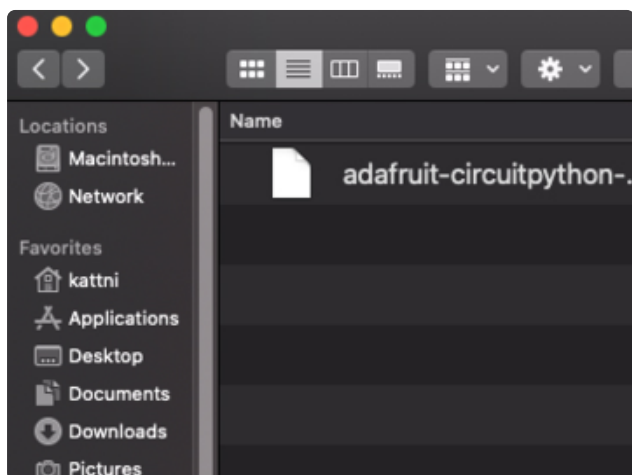 Locations
Macintosh...
Network
Favorites
kattni
Applications
Desktop
Documents
Downloads
Pictures
Name
adafruit-circuitpython-..